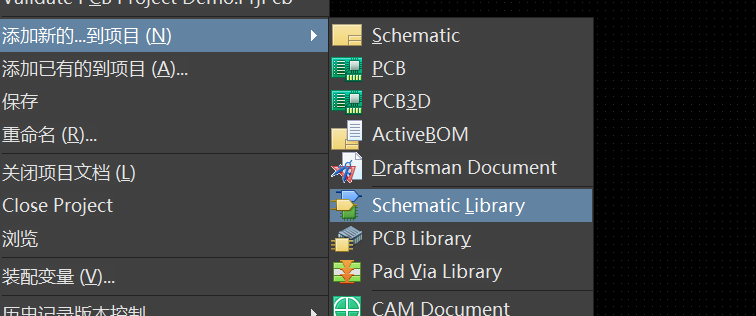 Validate PCB Project Demo.PrjPcb
添加新的...到项目 (N)
添加已有的到项目 (A)...
保存
重命名 (R)...
关闭项目文档 (L)
Close Project
浏览
装配变量 (V)...
历史记录版本控制
Schematic
PCB
PCB3D
ActiveBOM
Draftsman Document
Schematic Library
PCB Library
Pad Via Library
CAM Document